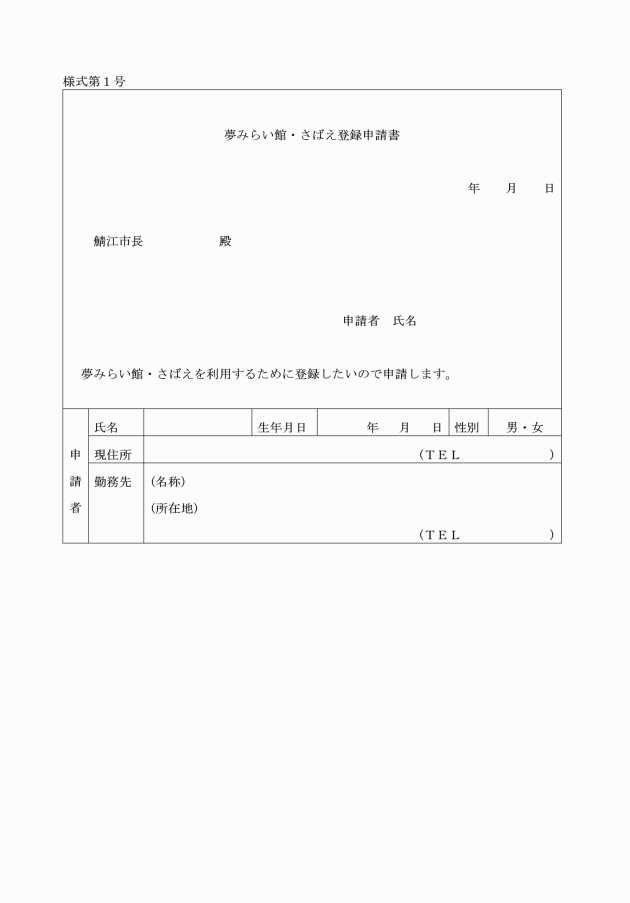 様式第１号
夢みらい館・さばえ登録申請書
年　　月　　日
鯖江市長　　　　　　殿
申請者　氏名
夢みらい館・さばえを利用するために登録したいので申請します。
申請者
氏名　　生年月日　　年　月　日　性別　男・女
現住所　　（ＴＥＬ　　　　　　　）
勤務先　（名称）
（所在地）
（ＴＥＬ　　　　　　　）